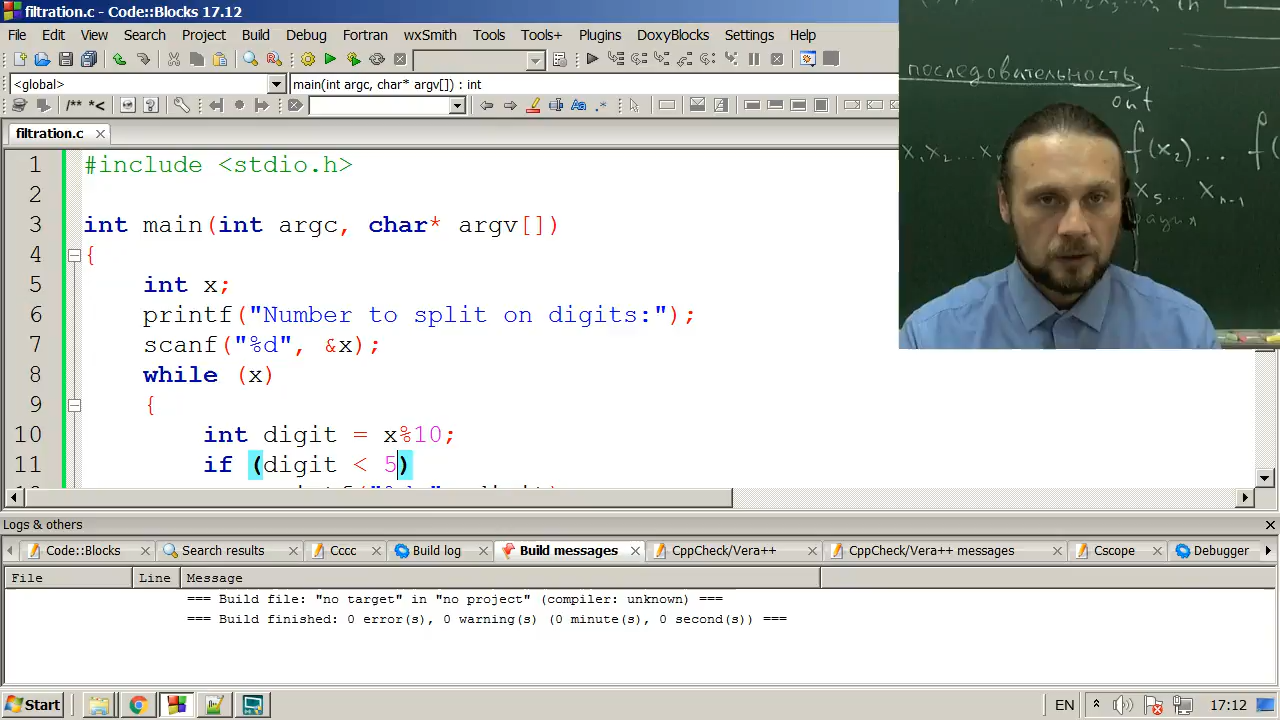 filtration.c - Code::Blocks 17.12
File Edit View Search Project Build Debug Fortran wxSmith Tools Tools+ Plugins DoxyBlocks Settings Help
<global> main(int argc, char* argv[]) : int
/** *< .*
filtration.c
последовательность
out
x₁x₂ ... x
f(x₂)... f(
x₅... xₙ₋₁
1 #include <stdio.h>
2
3 int main(int argc, char* argv[])
4 {
5 int x;
6 printf("Number to split on digits:");
7 scanf("%d", &x);
8 while (x)
9 {
10 int digit = x%10;
11 if (digit < 5)
Logs & others
Code::Blocks Search results Cccc Build log Build messages CppCheck/Vera++ CppCheck/Vera++ messages Cscope Debugger
File Line Message
=== Build file: "no target" in "no project" (compiler: unknown) ===
=== Build finished: 0 error(s), 0 warning(s) (0 minute(s), 0 second(s)) ===
Start EN 17:12